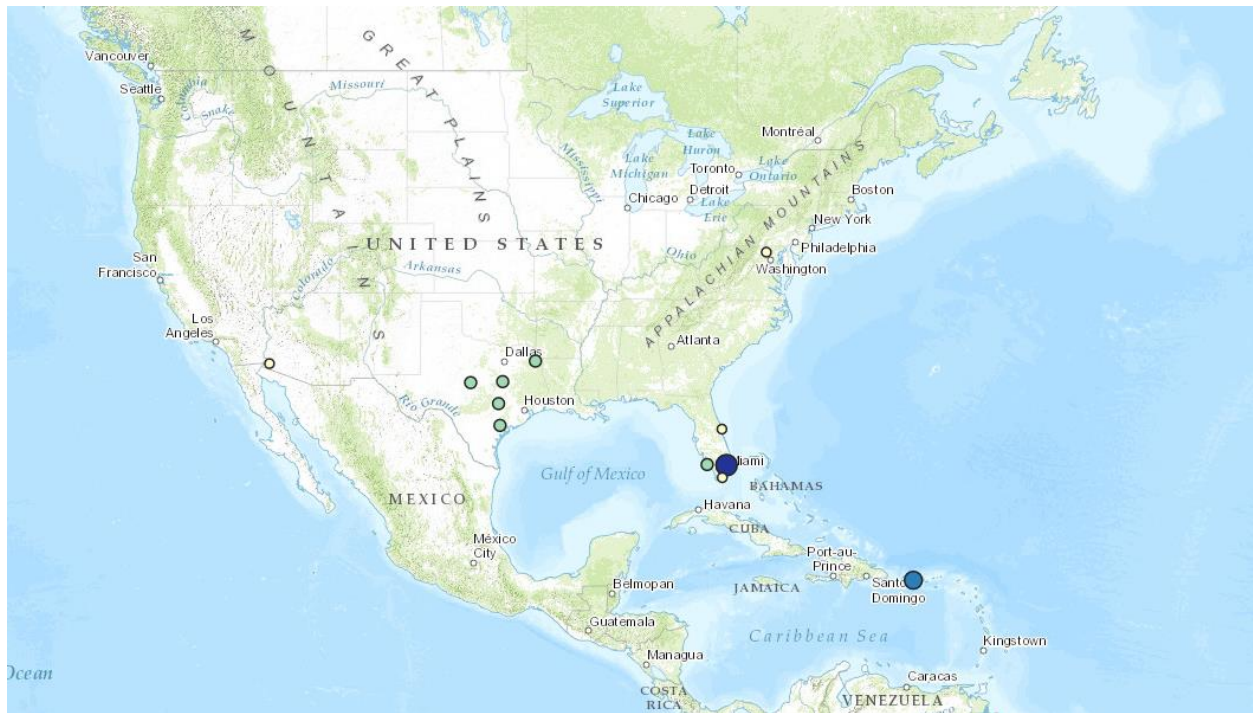 Vancouver
Seattle
Columbia
Snake
Missouri
GREAT PLAINS
MOUNTAINS
Lake
Superior
Mississippi
Lake
Michigan
Lake
Huron
Montréal
Toronto
Lake
Ontario
Detroit
Lake
Erie
Chicago
Boston
New York
Philadelphia
Washington
APPALACHIAN MOUNTAINS
Ohio
UNITED STATES
San
Francisco
Colorado
Arkansas
Los
Angeles
Dallas
Atlanta
Rio Grande
Houston
Gulf of Mexico
BAHAMAS
MEXICO
Havana
CUBA
México
City
Port-au-
Prince
Santo
Domingo
JAMAICA
Belmopan
Guatemala
Caribbean Sea
Kingstown
Managua
Ocean
COSTA
RICA
Caracas
VENEZUELA